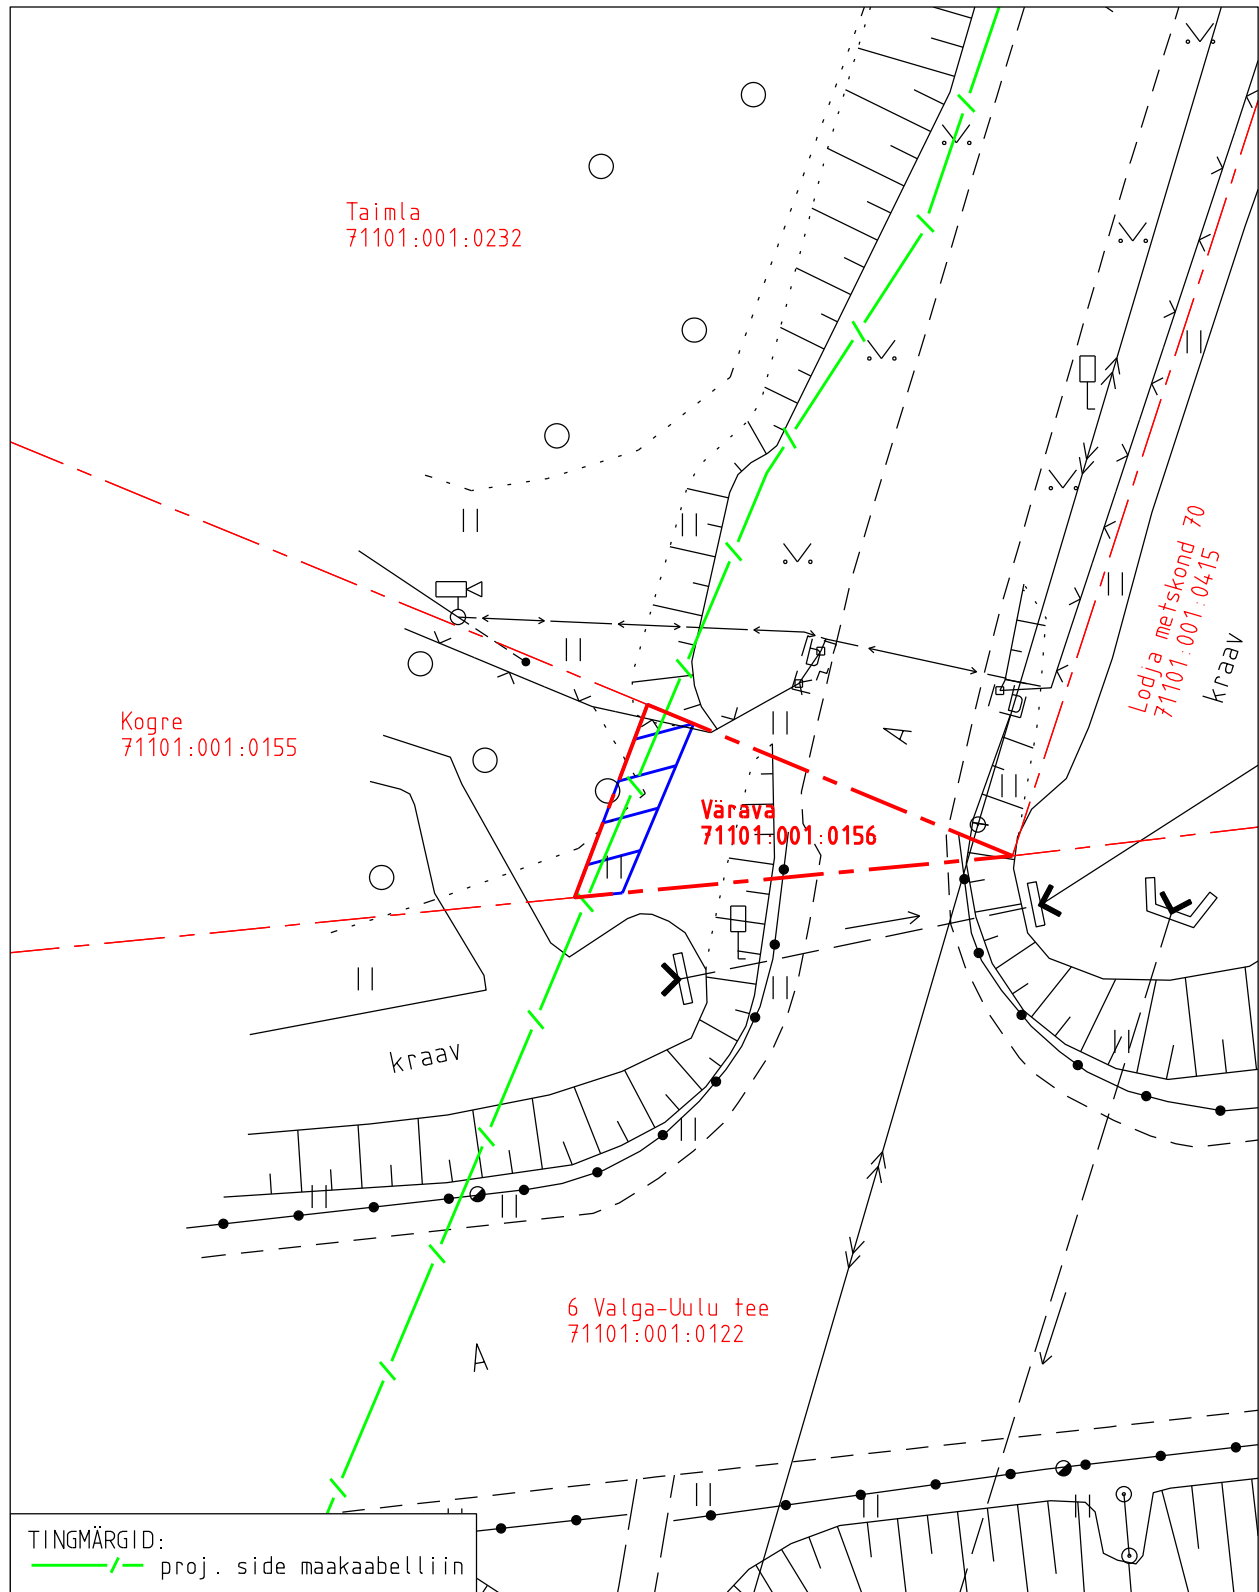 Taimla
71101:001:0232
Lodja metskond 70
71101:001:0415
kraav
Kogre
71101:001:0155
Värava
71101:001:0156
A
kraav
6 Valga-Uulu tee
71101:001:0122
A
TINGMÄRGID:
proj. side maakaabelliin